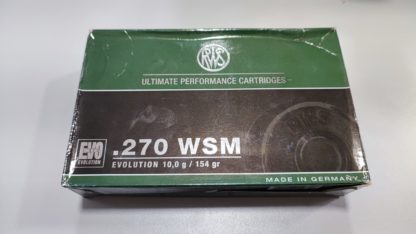 RWS
ULTIMATE PERFORMANCE CARTRIDGES
EVO
EVOLUTION
.270 WSM
EVOLUTION 10,0 g / 154 gr
MADE IN GERMANY